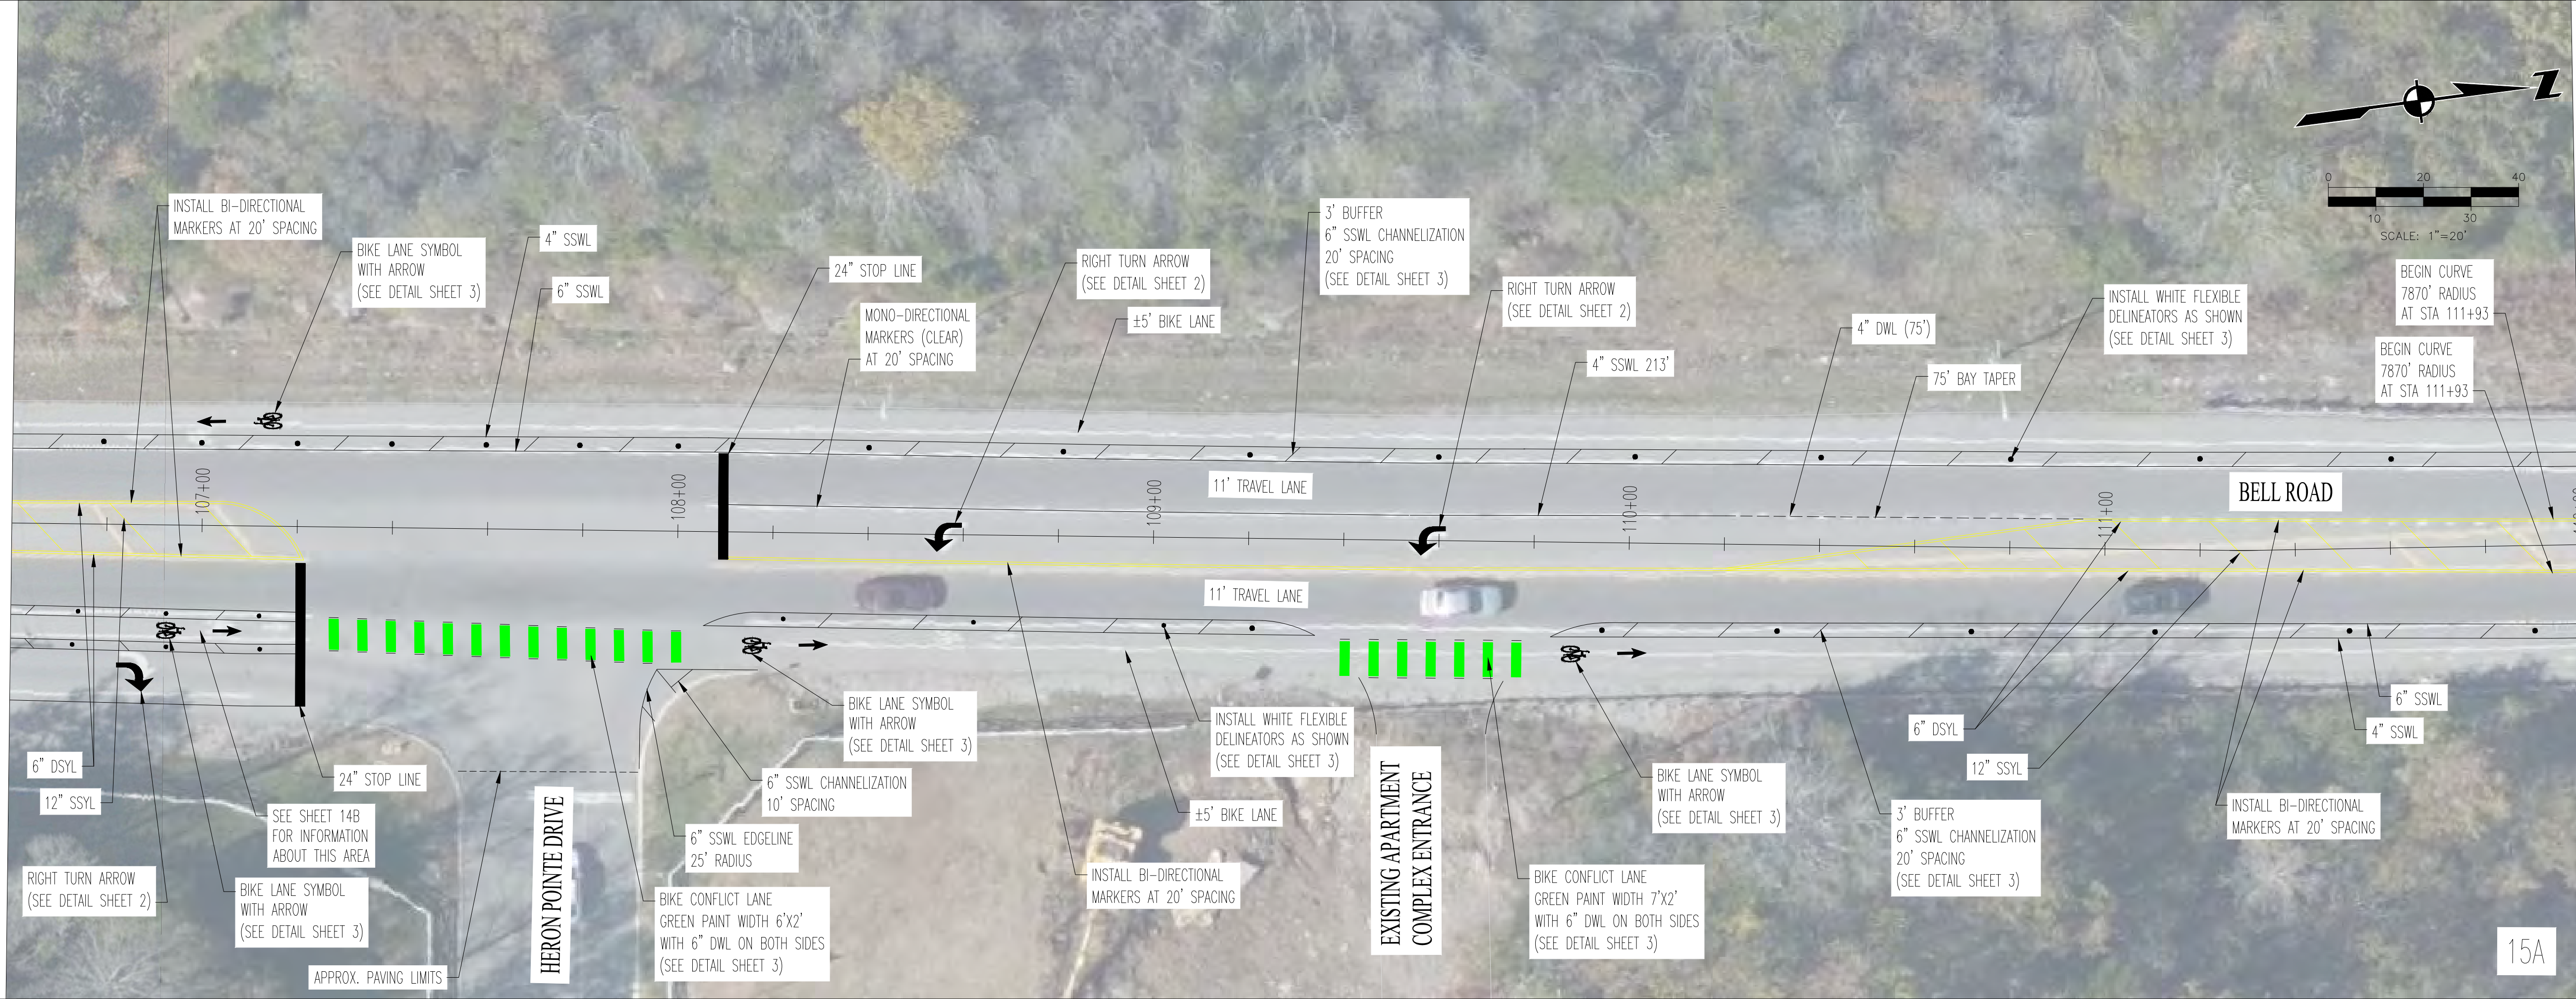 INSTALL BI-DIRECTIONAL
MARKERS AT 20' SPACING
BIKE LANE SYMBOL
WITH ARROW
(SEE DETAIL SHEET 3)
4" SSWL
6" SSWL
24" STOP LINE
MONO-DIRECTIONAL
MARKERS (CLEAR)
AT 20' SPACING
RIGHT TURN ARROW
(SEE DETAIL SHEET 2)
±5' BIKE LANE
3' BUFFER
6" SSWL CHANNELIZATION
20' SPACING
(SEE DETAIL SHEET 3)
RIGHT TURN ARROW
(SEE DETAIL SHEET 2)
4" SSWL 213'
4" DWL (75')
75' BAY TAPER
INSTALL WHITE FLEXIBLE
DELINEATORS AS SHOWN
(SEE DETAIL SHEET 3)
Z
0 20 40
10 30
SCALE: 1"=20'
BEGIN CURVE
7870' RADIUS
AT STA 111+93
BEGIN CURVE
7870' RADIUS
AT STA 111+93
107+00
108+00
109+00
110+00
111+00
11' TRAVEL LANE
BELL ROAD
11' TRAVEL LANE
6" DSYL
12" SSYL
24" STOP LINE
SEE SHEET 14B
FOR INFORMATION
ABOUT THIS AREA
RIGHT TURN ARROW
(SEE DETAIL SHEET 2)
BIKE LANE SYMBOL
WITH ARROW
(SEE DETAIL SHEET 3)
APPROX. PAVING LIMITS
HERON POINTE DRIVE
BIKE LANE SYMBOL
WITH ARROW
(SEE DETAIL SHEET 3)
6" SSWL CHANNELIZATION
10' SPACING
6" SSWL EDGELINE
25' RADIUS
BIKE CONFLICT LANE
GREEN PAINT WIDTH 6'X2'
WITH 6" DWL ON BOTH SIDES
(SEE DETAIL SHEET 3)
INSTALL WHITE FLEXIBLE
DELINEATORS AS SHOWN
(SEE DETAIL SHEET 3)
±5' BIKE LANE
INSTALL BI-DIRECTIONAL
MARKERS AT 20' SPACING
EXISTING APARTMENT
COMPLEX ENTRANCE
BIKE CONFLICT LANE
GREEN PAINT WIDTH 7'X2'
WITH 6" DWL ON BOTH SIDES
(SEE DETAIL SHEET 3)
BIKE LANE SYMBOL
WITH ARROW
(SEE DETAIL SHEET 3)
3' BUFFER
6" SSWL CHANNELIZATION
20' SPACING
(SEE DETAIL SHEET 3)
6" DSYL
12" SSYL
INSTALL BI-DIRECTIONAL
MARKERS AT 20' SPACING
6" SSWL
4" SSWL
15A